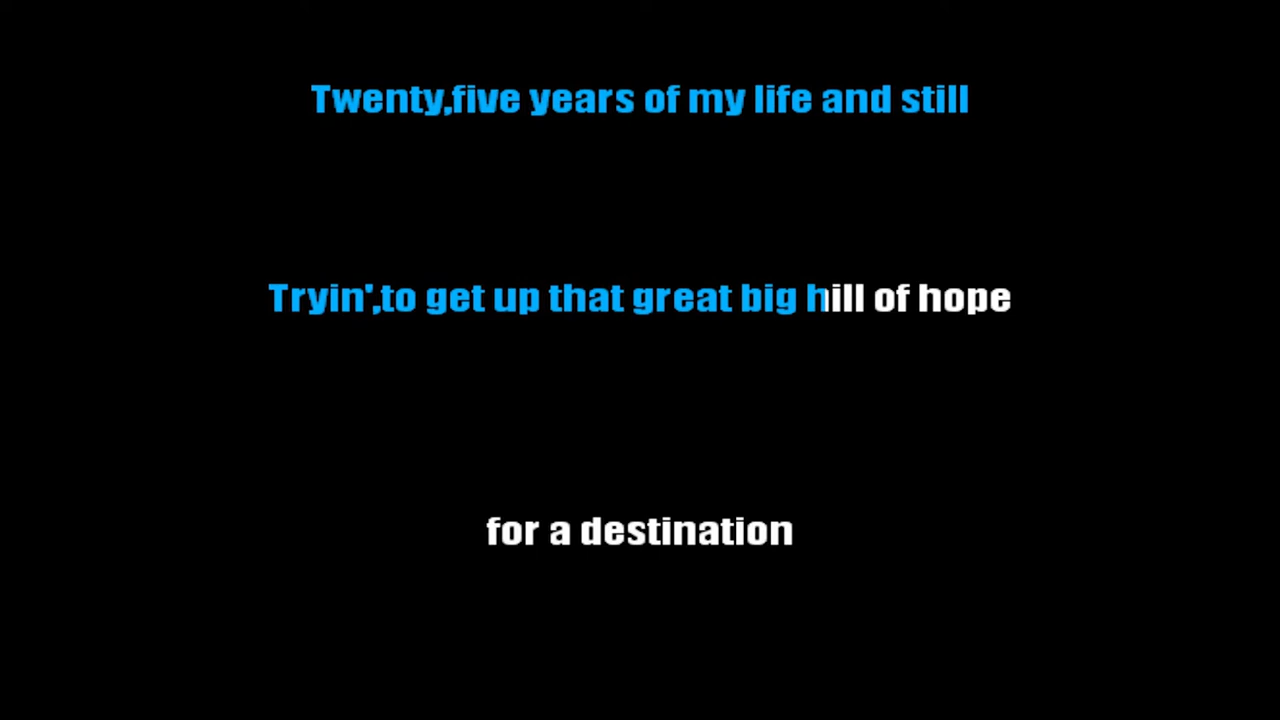 Twenty,five years of my life and still
Tryin',to get up that great big hill of hope
for a destination